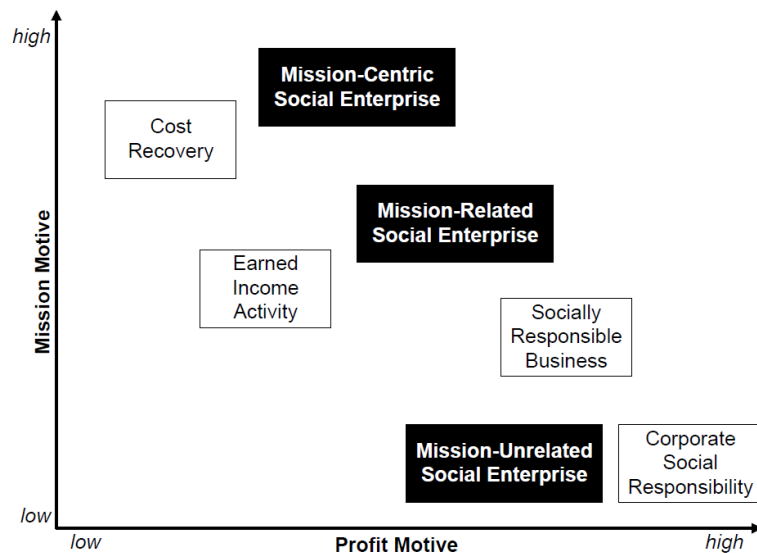 high
Mission-Centric
Social Enterprise
Cost
Recovery
Mission-Related
Social Enterprise
Earned
Income
Activity
Mission Motive
Socially
Responsible
Business
Mission-Unrelated
Social Enterprise
Corporate
Social
Responsibility
low
low
Profit Motive
high